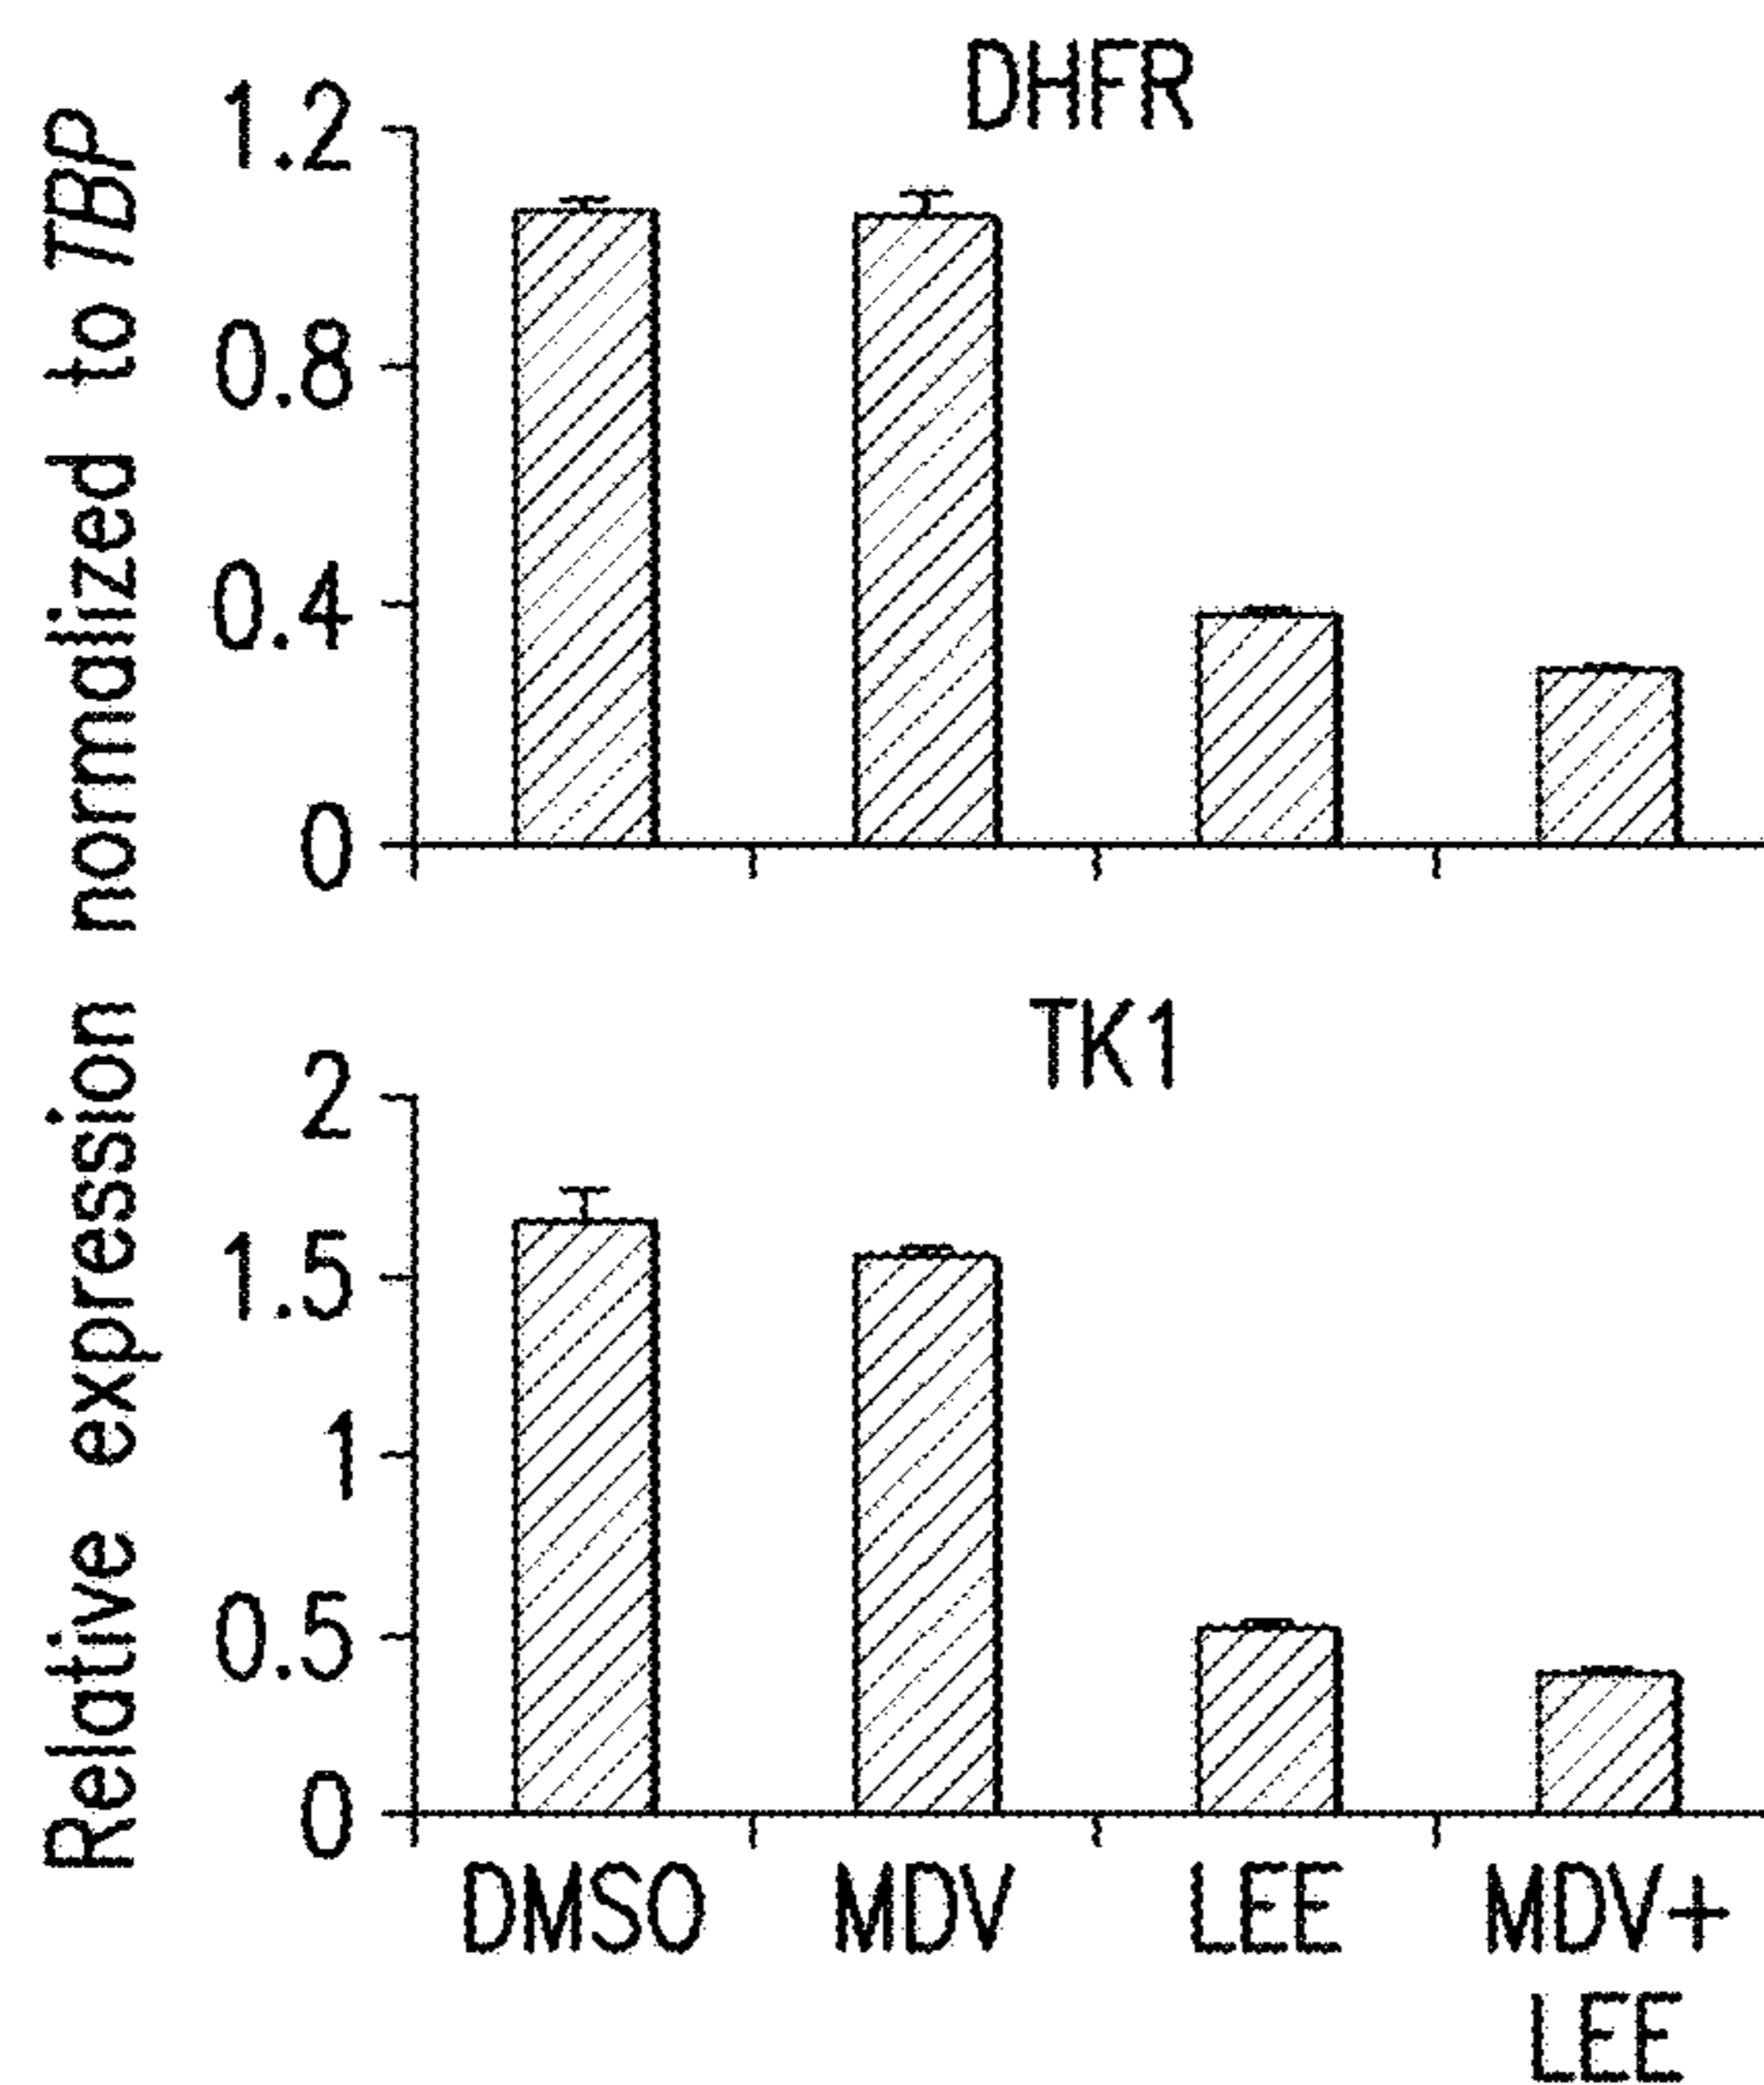 Relative expression normalized to TBP
DHFR
1.2
0.8
0.4
0
TK1
2
1.5
1
0.5
0
DMSO MDV LEE MDV+
LEE